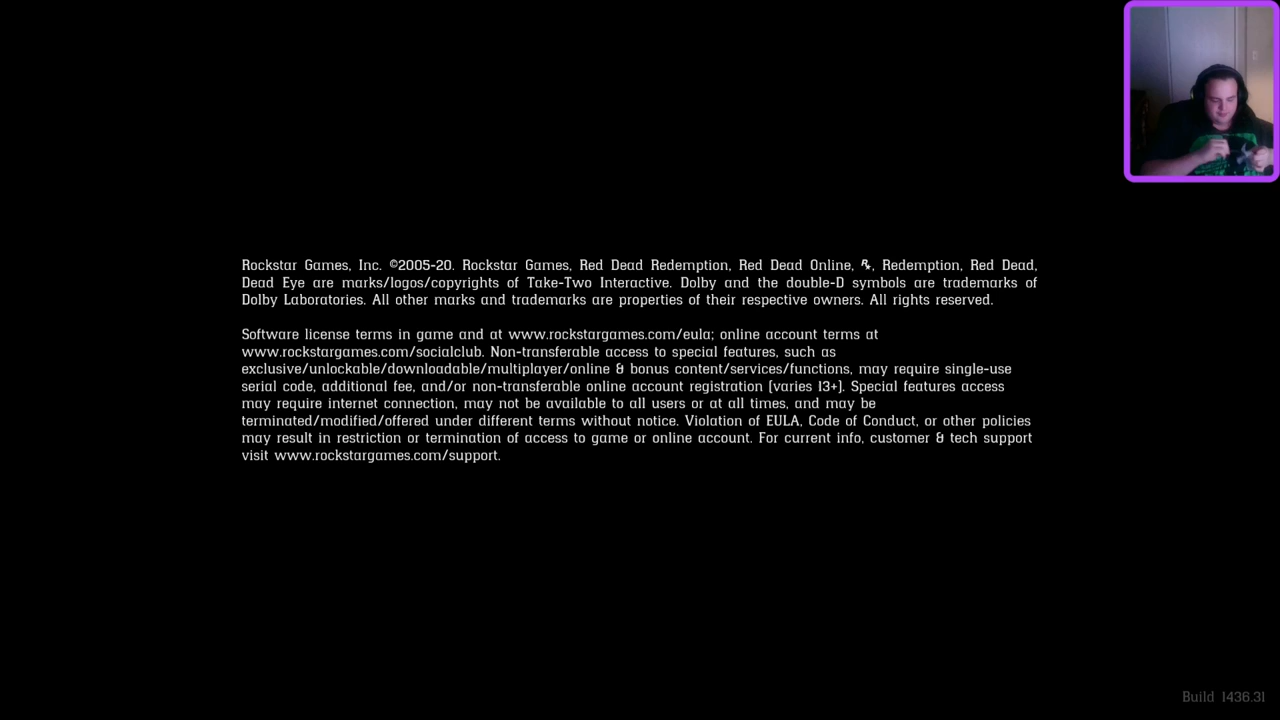 Rockstar Games, Inc. ©2005-20. Rockstar Games, Red Dead Redemption, Red Dead Online, R*, Redemption, Red Dead,
Dead Eye are marks/logos/copyrights of Take-Two Interactive. Dolby and the double-D symbols are trademarks of
Dolby Laboratories. All other marks and trademarks are properties of their respective owners. All rights reserved.
Software license terms in game and at www.rockstargames.com/eula; online account terms at
www.rockstargames.com/socialclub. Non-transferable access to special features, such as
exclusive/unlockable/downloadable/multiplayer/online & bonus content/services/functions, may require single-use
serial code, additional fee, and/or non-transferable online account registration (varies 13+). Special features access
may require internet connection, may not be available to all users or at all times, and may be
terminated/modified/offered under different terms without notice. Violation of EULA, Code of Conduct, or other policies
may result in restriction or termination of access to game or online account. For current info, customer & tech support
visit www.rockstargames.com/support.
Build 1436.31